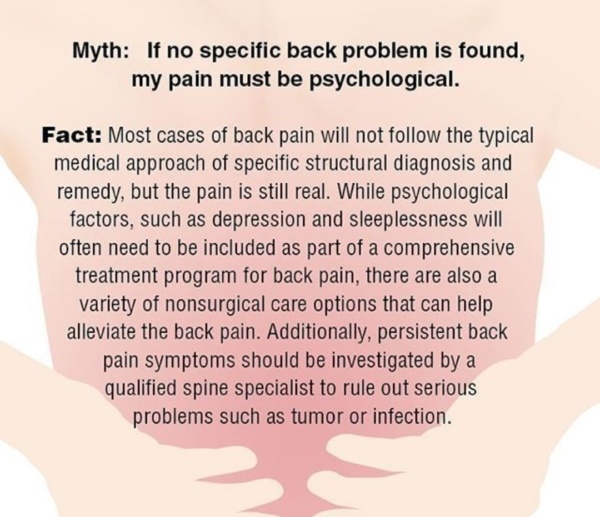 Myth: If no specific back problem is found,
my pain must be psychological.
Fact: Most cases of back pain will not follow the typical
medical approach of specific structural diagnosis and
remedy, but the pain is still real. While psychological
factors, such as depression and sleeplessness will
often need to be included as part of a comprehensive
treatment program for back pain, there are also a
variety of nonsurgical care options that can help
alleviate the back pain. Additionally, persistent back
pain symptoms should be investigated by a
qualified spine specialist to rule out serious
problems such as tumor or infection.